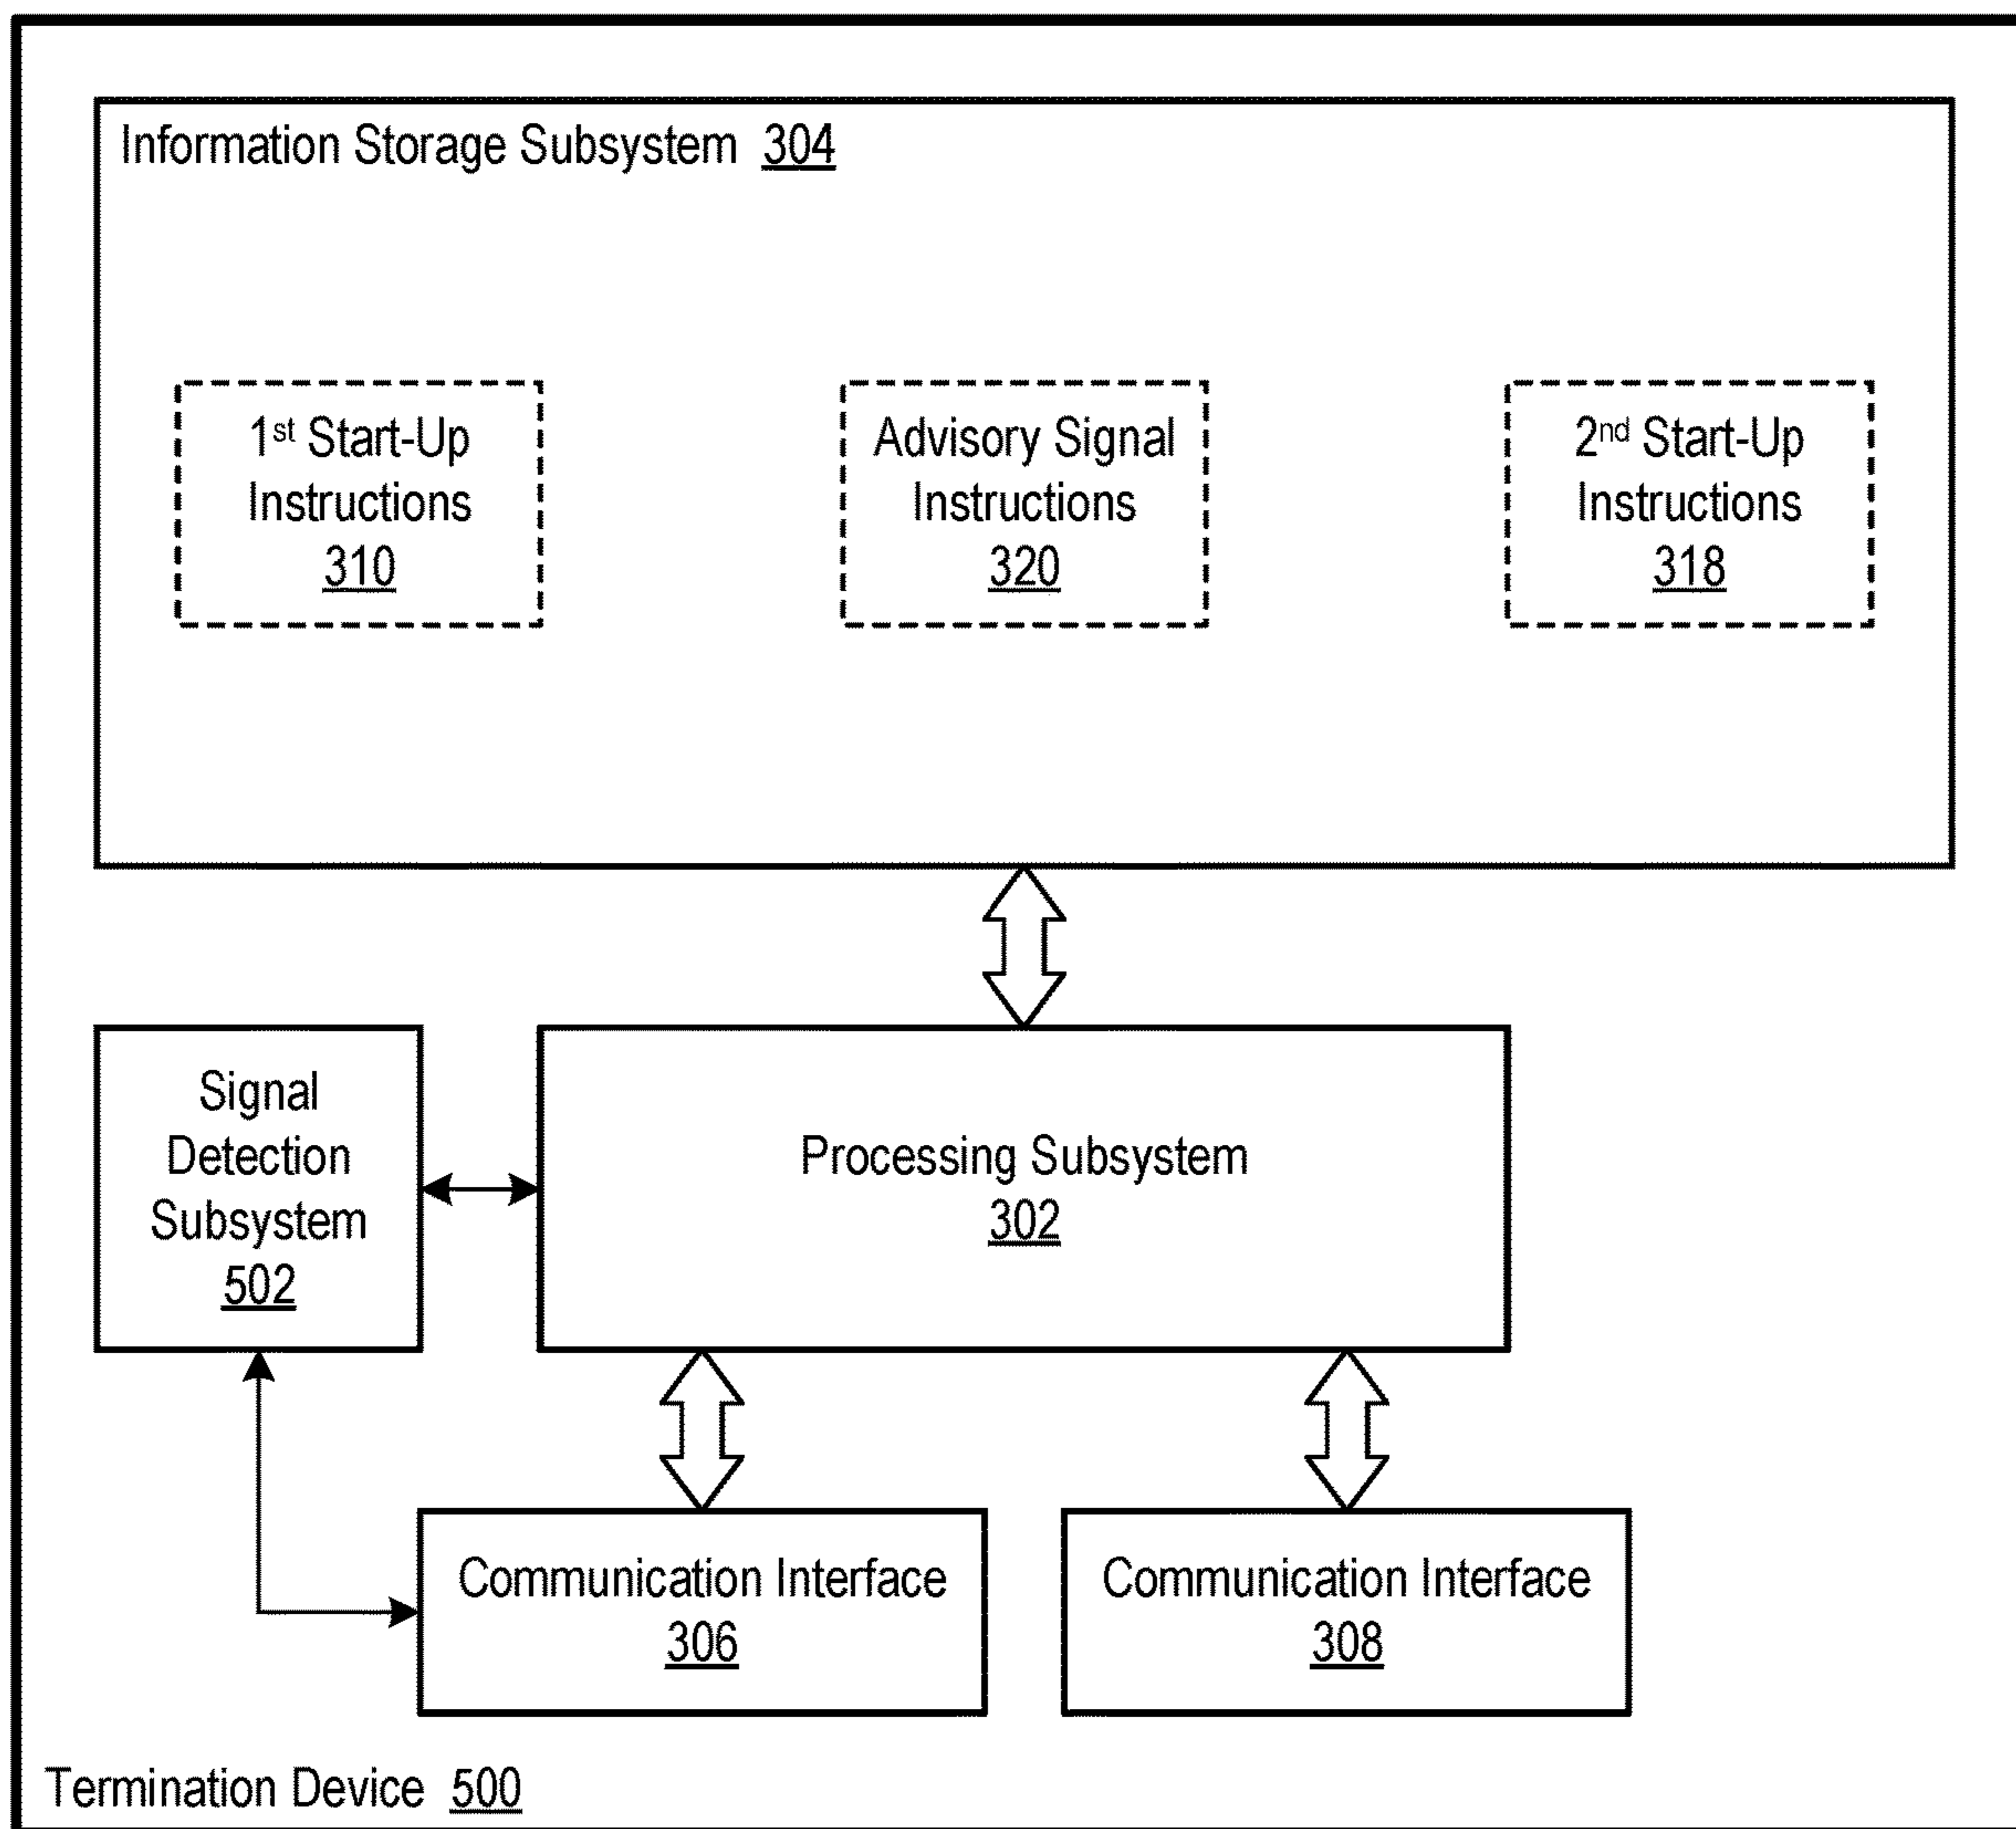 Information Storage Subsystem 304
1st Start-Up
Instructions
310
Advisory Signal
Instructions
320
2nd Start-Up
Instructions
318
Signal
Detection
Subsystem
502
Processing Subsystem
302
Communication Interface
306
Communication Interface
308
Termination Device 500